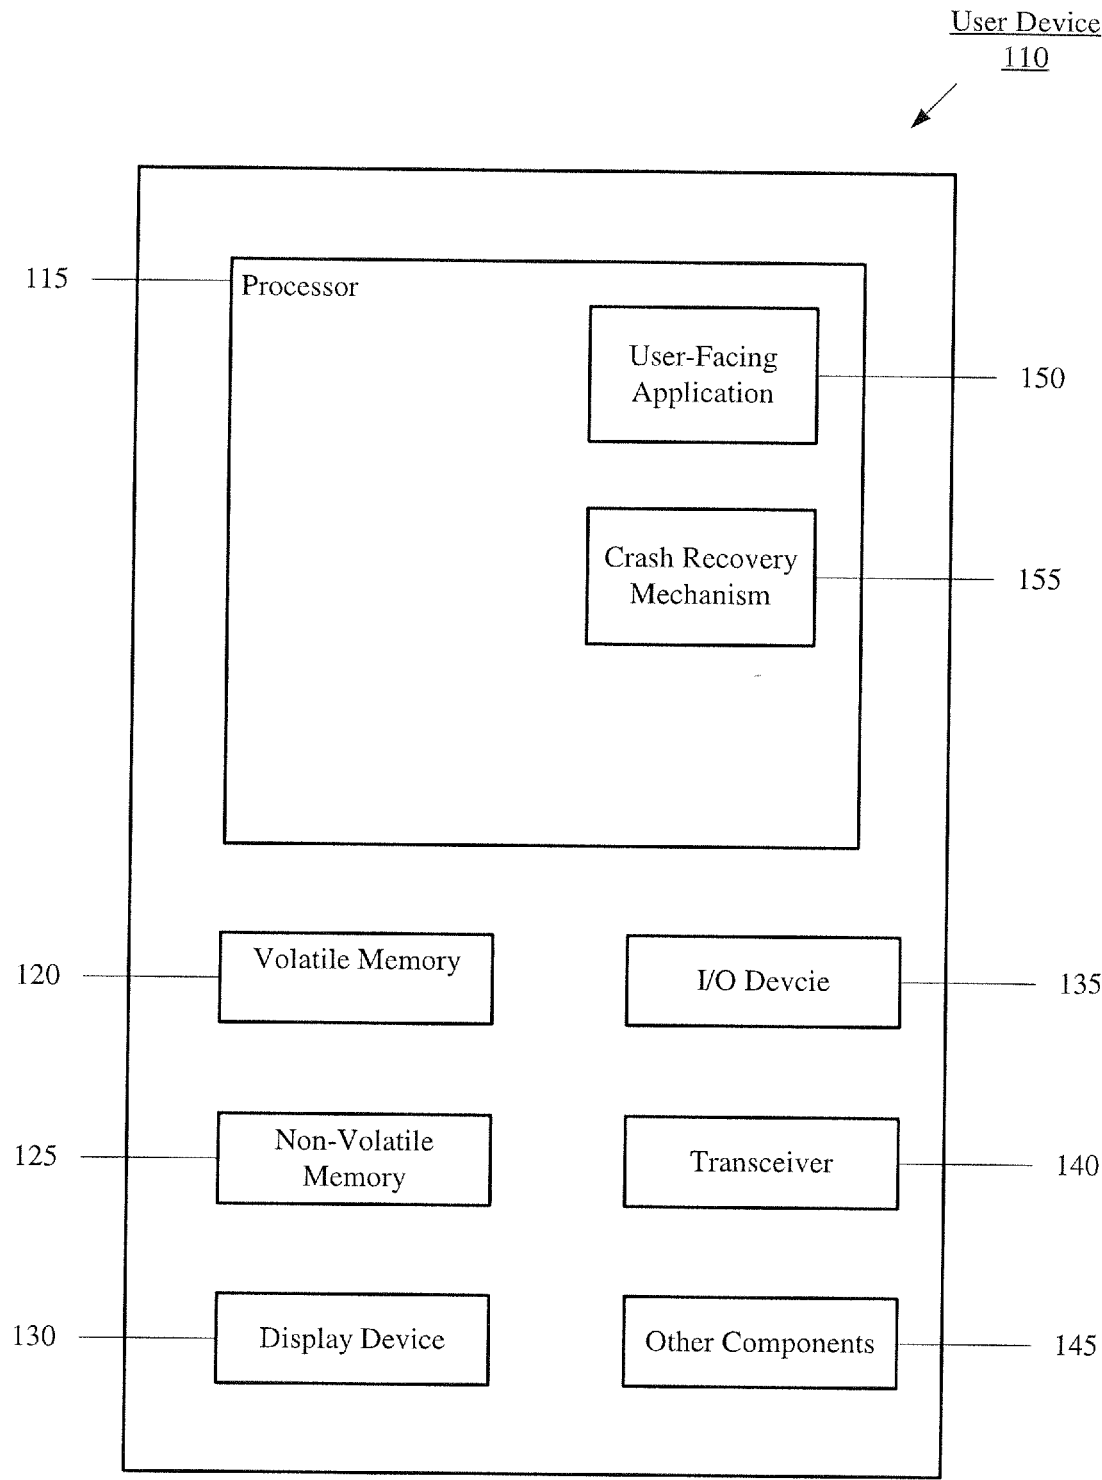 User Device
110
115
Processor
User-Facing
Application
150
Crash Recovery
Mechanism
155
120
Volatile Memory
I/O Devcie
135
125
Non-Volatile
Memory
Transceiver
140
130
Display Device
Other Components
145